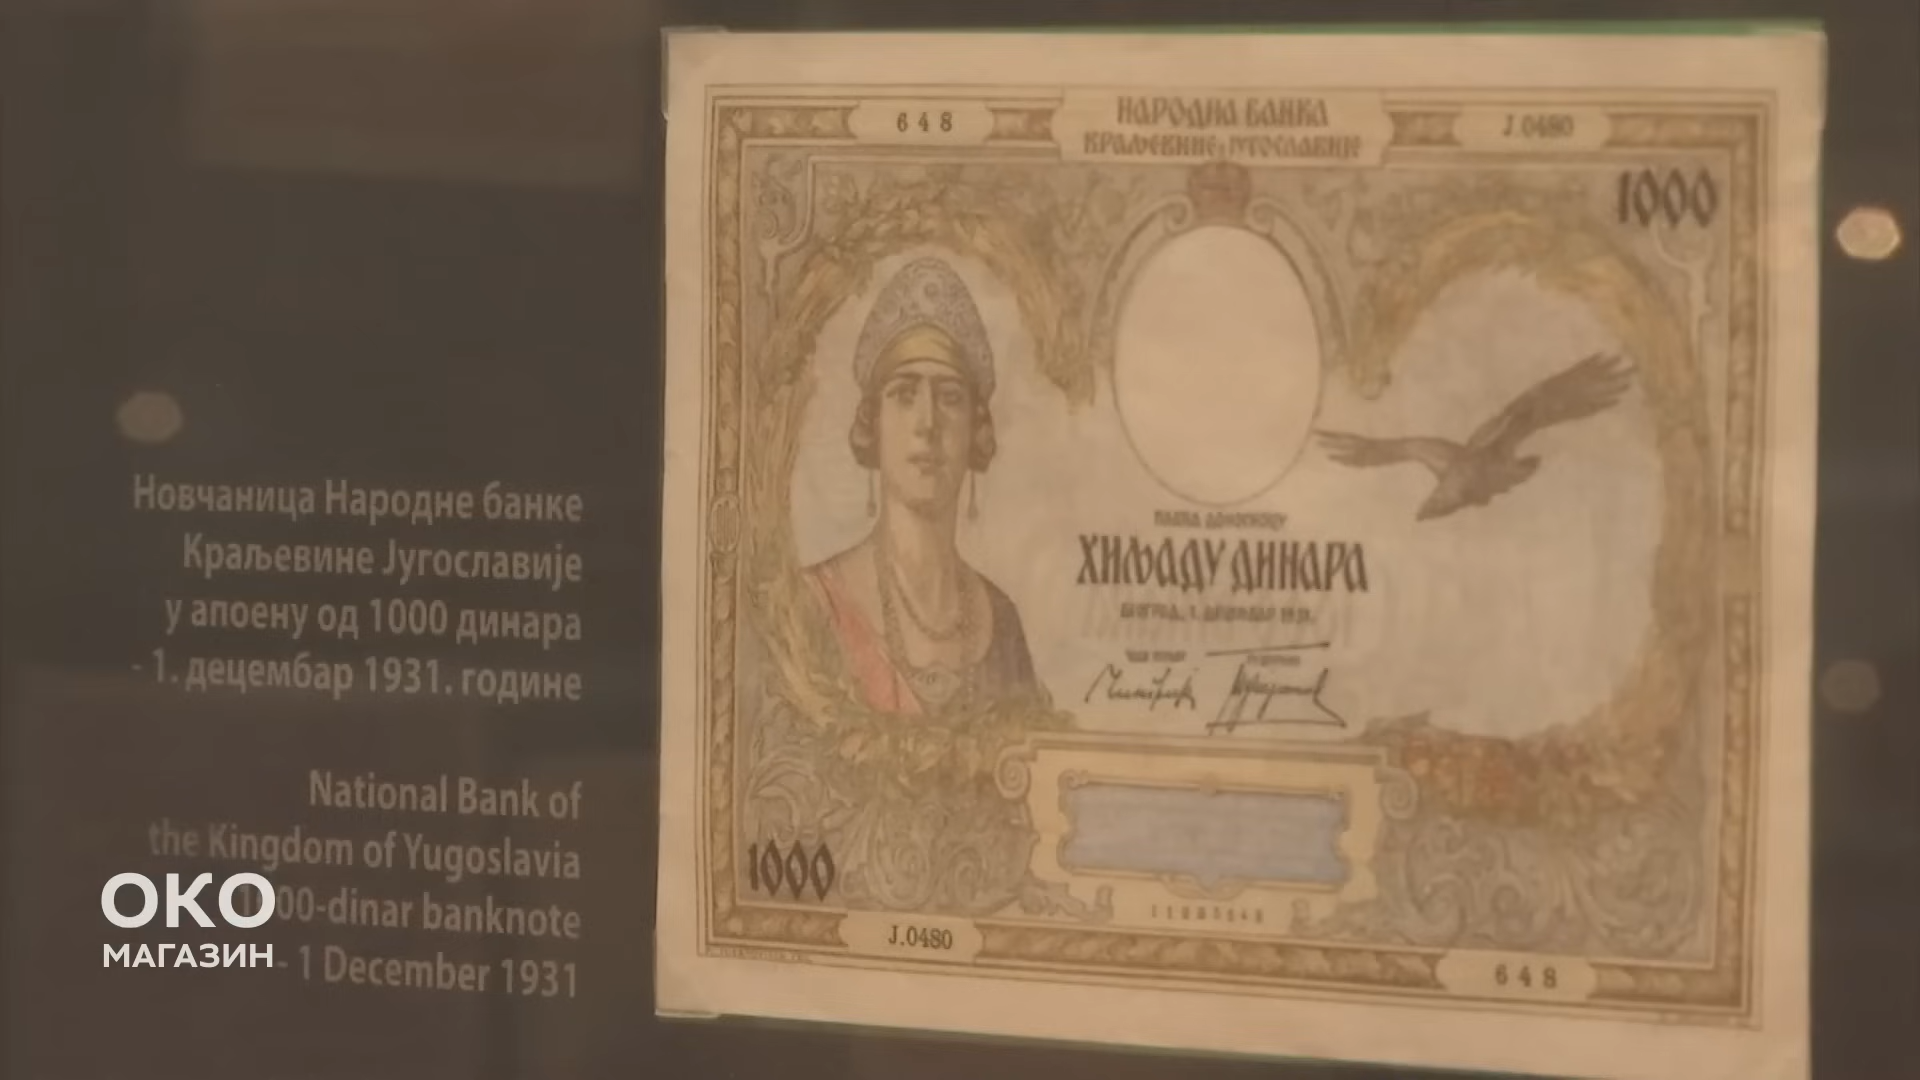 Новчаница Народне банке
Краљевине Југославије
у апоену од 1000 динара
- 1. децембар 1931. године
National Bank of
the Kingdom of Yugoslavia
1000-dinar banknote
- 1 December 1931
ОКО
МАГАЗИН
648
НАРОДНА БАНКА
КРАЉЕВИНЕ ЈУГОСЛАВИЈЕ
J.0480
1000
ХИЉАДУ ДИНАРА
1000
J.0480
648